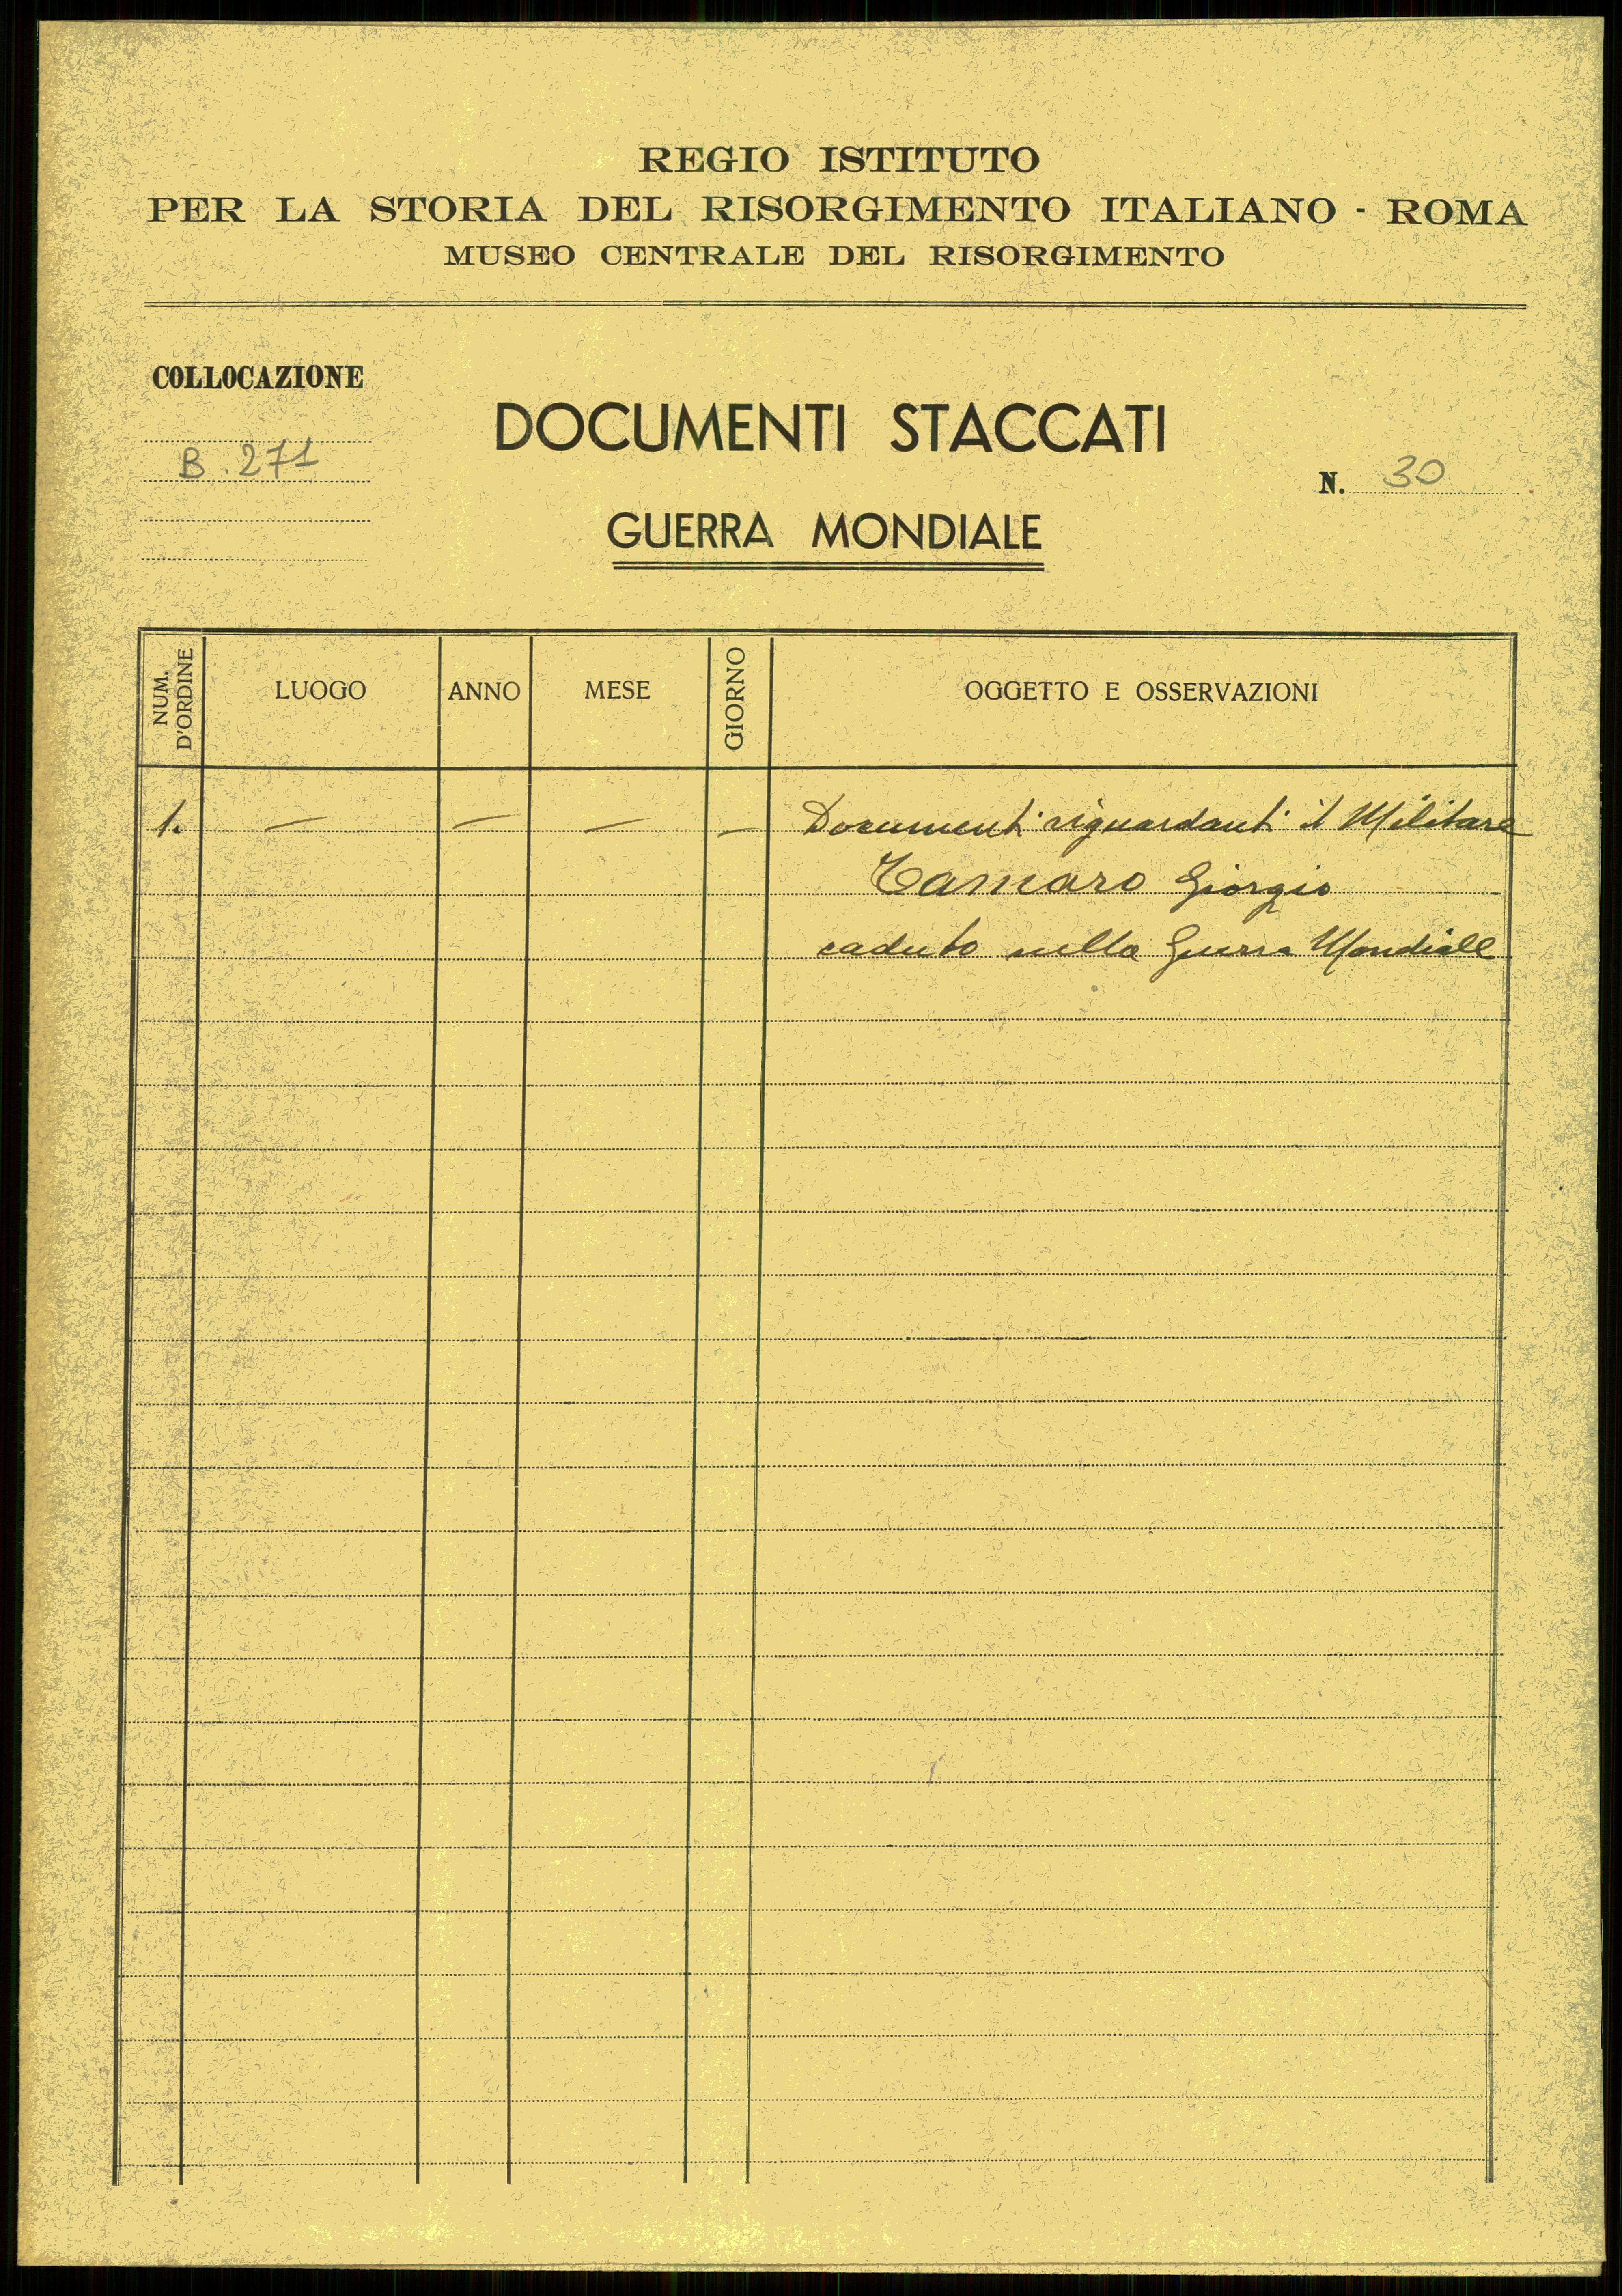 REGIO ISTITUTO
PER LA STORIA DEL RISORGIMENTO ITALIANO - ROMA
MUSEO CENTRALE DEL RISORGIMENTO
COLLOCAZIONE
B. 271
DOCUMENTI STACCATI
N. 30
GUERRA MONDIALE
NUM. D'ORDINE LUOGO ANNO MESE GIORNO OGGETTO E OSSERVAZIONI
1. — — — — Documenti riguardanti il Militare
Tamaro Giorgio
caduto nella Guerra Mondiale